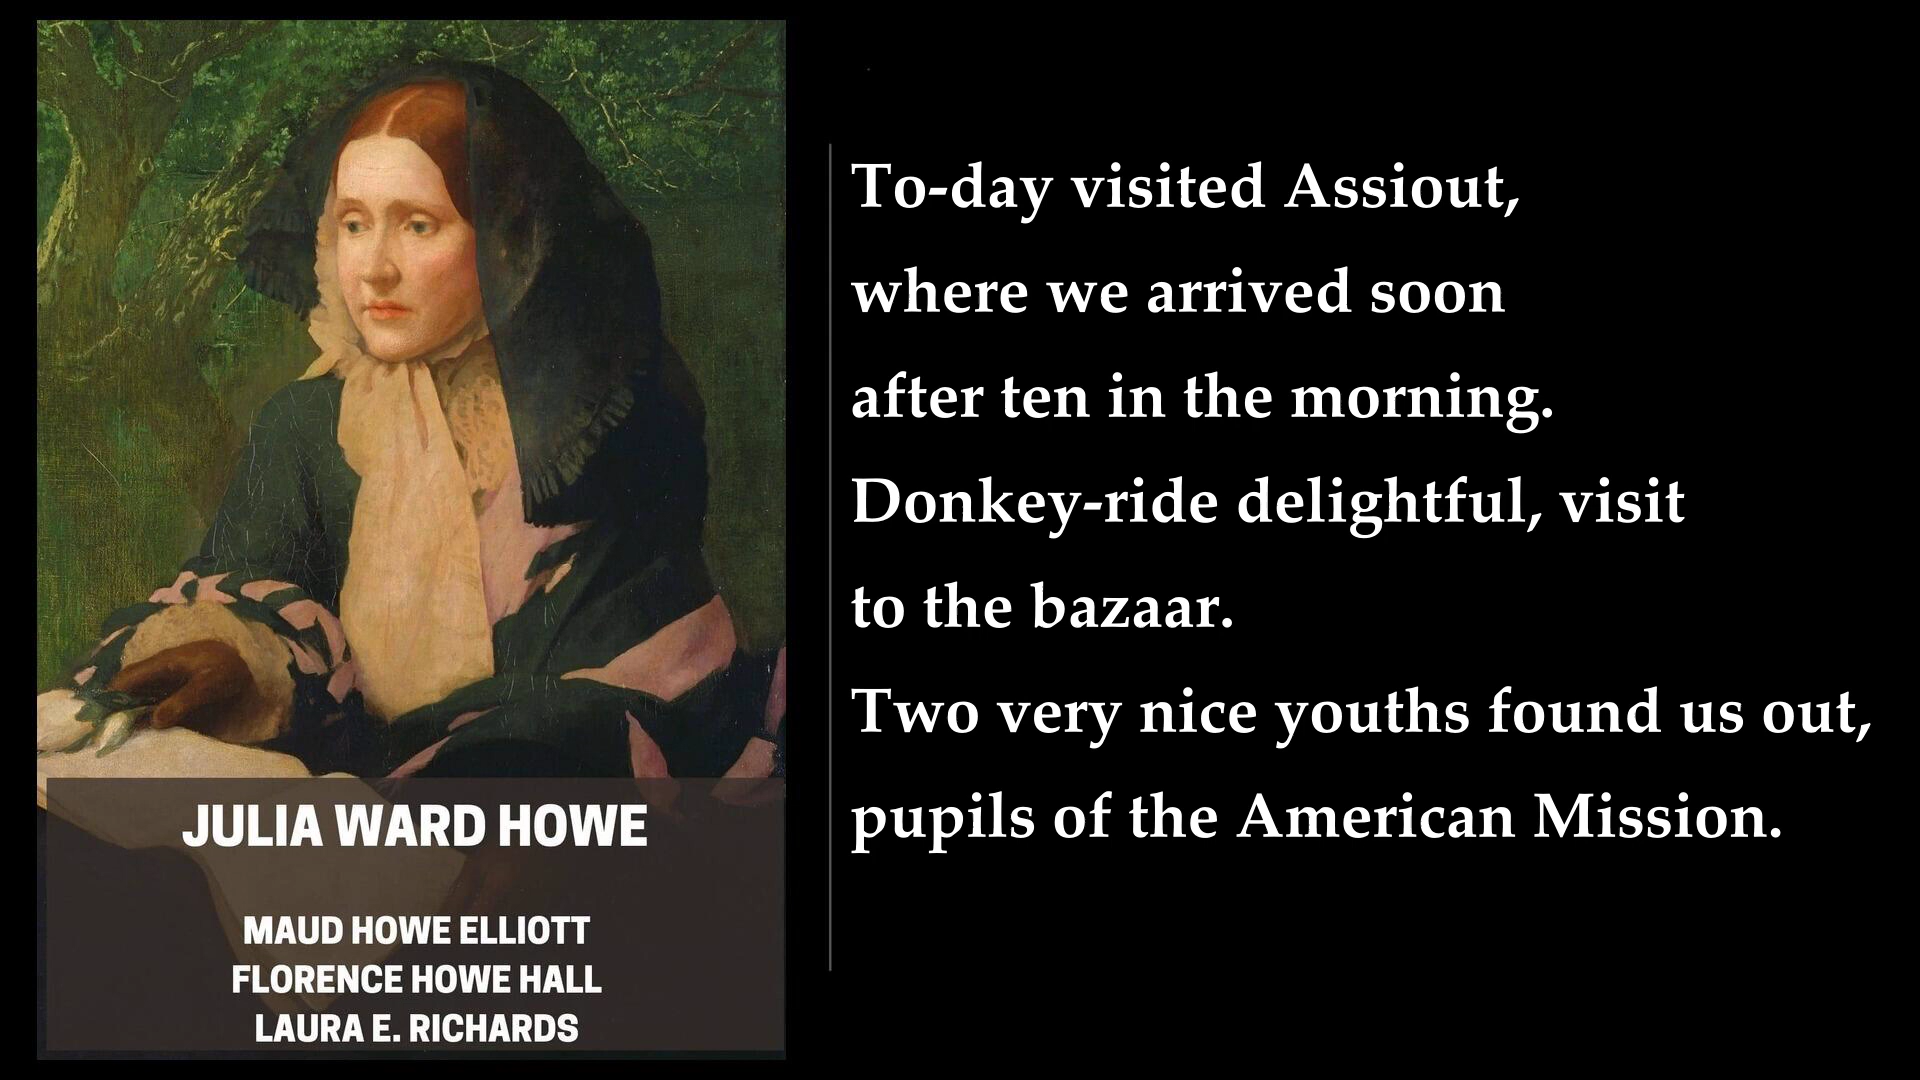 JULIA WARD HOWE
MAUD HOWE ELLIOTT
FLORENCE HOWE HALL
LAURA E. RICHARDS
To-day visited Assiout,
where we arrived soon
after ten in the morning.
Donkey-ride delightful, visit
to the bazaar.
Two very nice youths found us out,
pupils of the American Mission.